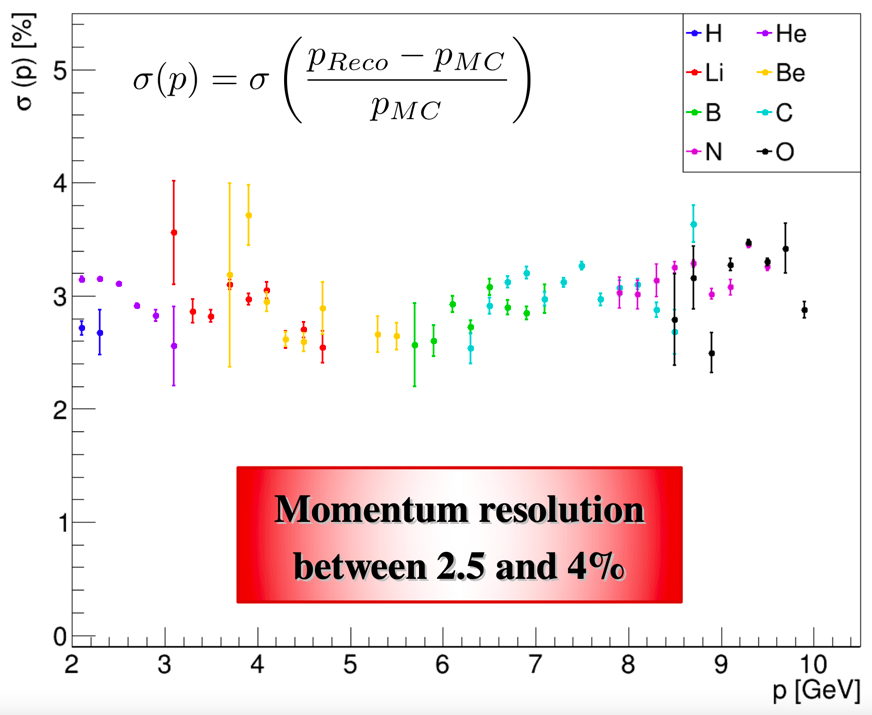 σ (p) [%]
σ(p) = σ ( (p_Reco − p_MC) / p_MC )
H He
Li Be
B C
N O
5
4
3
2
1
0
Momentum resolution
between 2.5 and 4%
2 3 4 5 6 7 8 9 10
p [GeV]